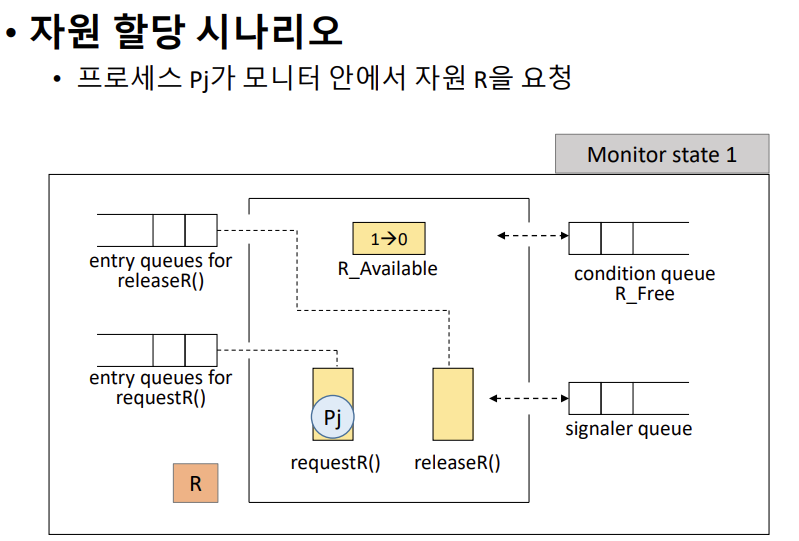 • 자원 할당 시나리오
• 프로세스 Pj가 모니터 안에서 자원 R을 요청
Monitor state 1
entry queues for
releaseR()
1→0
R_Available
condition queue
R_Free
entry queues for
requestR()
Pj
requestR()
releaseR()
signaler queue
R